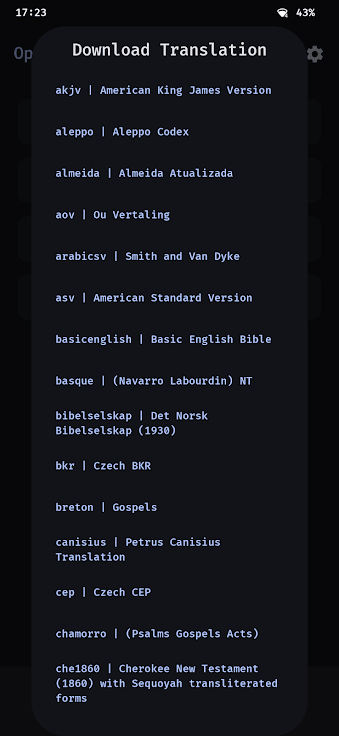 17:23
43%
Op
Download Translation
akjv | American King James Version
aleppo | Aleppo Codex
almeida | Almeida Atualizada
aov | Ou Vertaling
arabicsv | Smith and Van Dyke
asv | American Standard Version
basicenglish | Basic English Bible
basque | (Navarro Labourdin) NT
bibelselskap | Det Norsk
Bibelselskap (1930)
bkr | Czech BKR
breton | Gospels
canisius | Petrus Canisius
Translation
cep | Czech CEP
chamorro | (Psalms Gospels Acts)
che1860 | Cherokee New Testament
(1860) with Sequoyah transliterated
forms